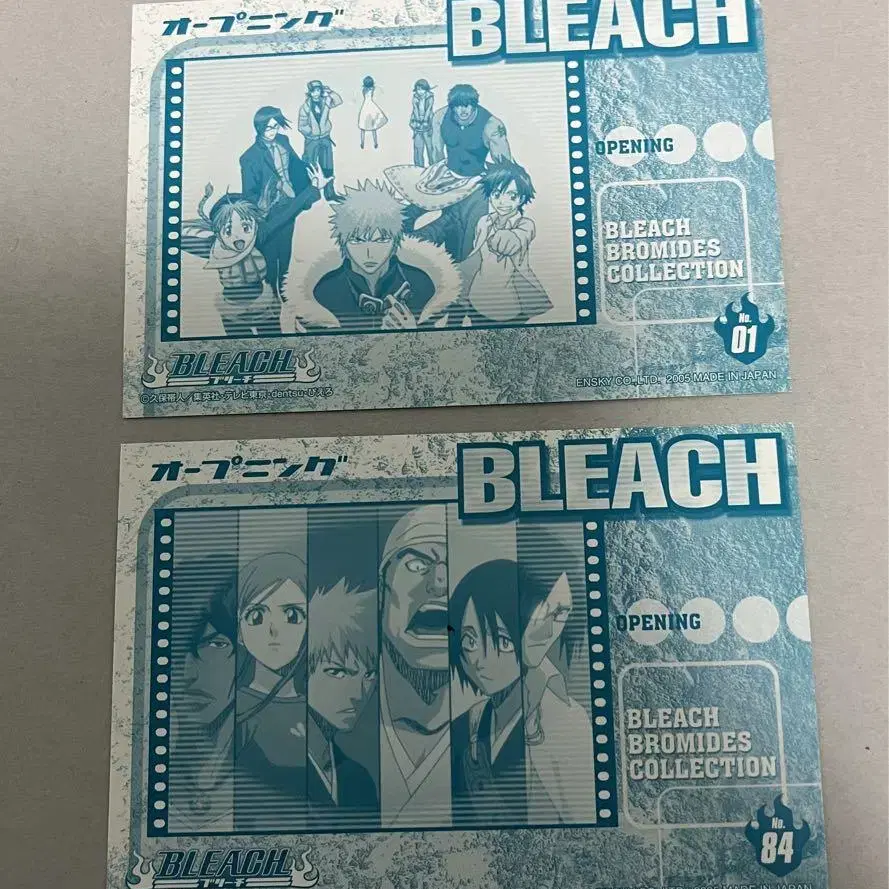 オープニング
BLEACH
OPENING
BLEACH
BROMIDES
COLLECTION
No.
01
BLEACH
ブリーチ
©久保帯人/集英社・テレビ東京・dentsu・ぴえろ
ENSKY CO.,LTD. 2005 MADE IN JAPAN
オープニング
BLEACH
OPENING
BLEACH
BROMIDES
COLLECTION
No.
84
BLEACH
ブリーチ